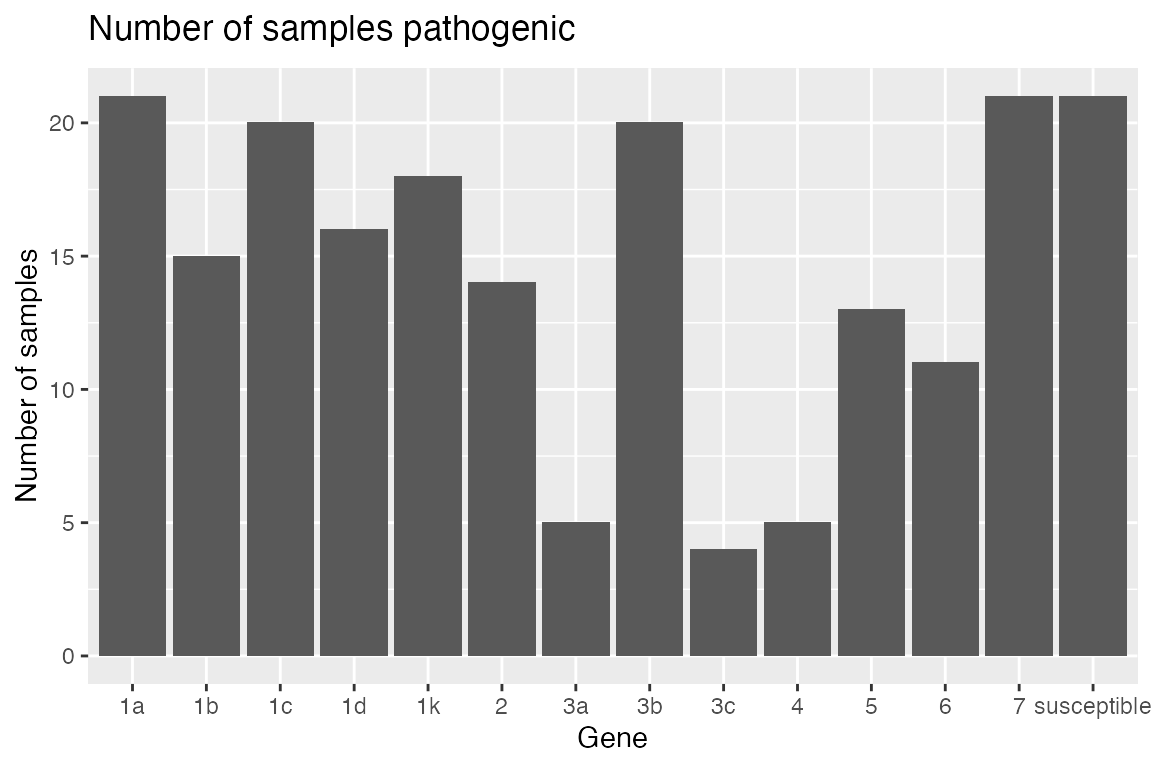 Number of samples pathogenic
Number of samples
20
15
10
5
0
1a 1b 1c 1d 1k 2 3a 3b 3c 4 5 6 7 susceptible
Gene